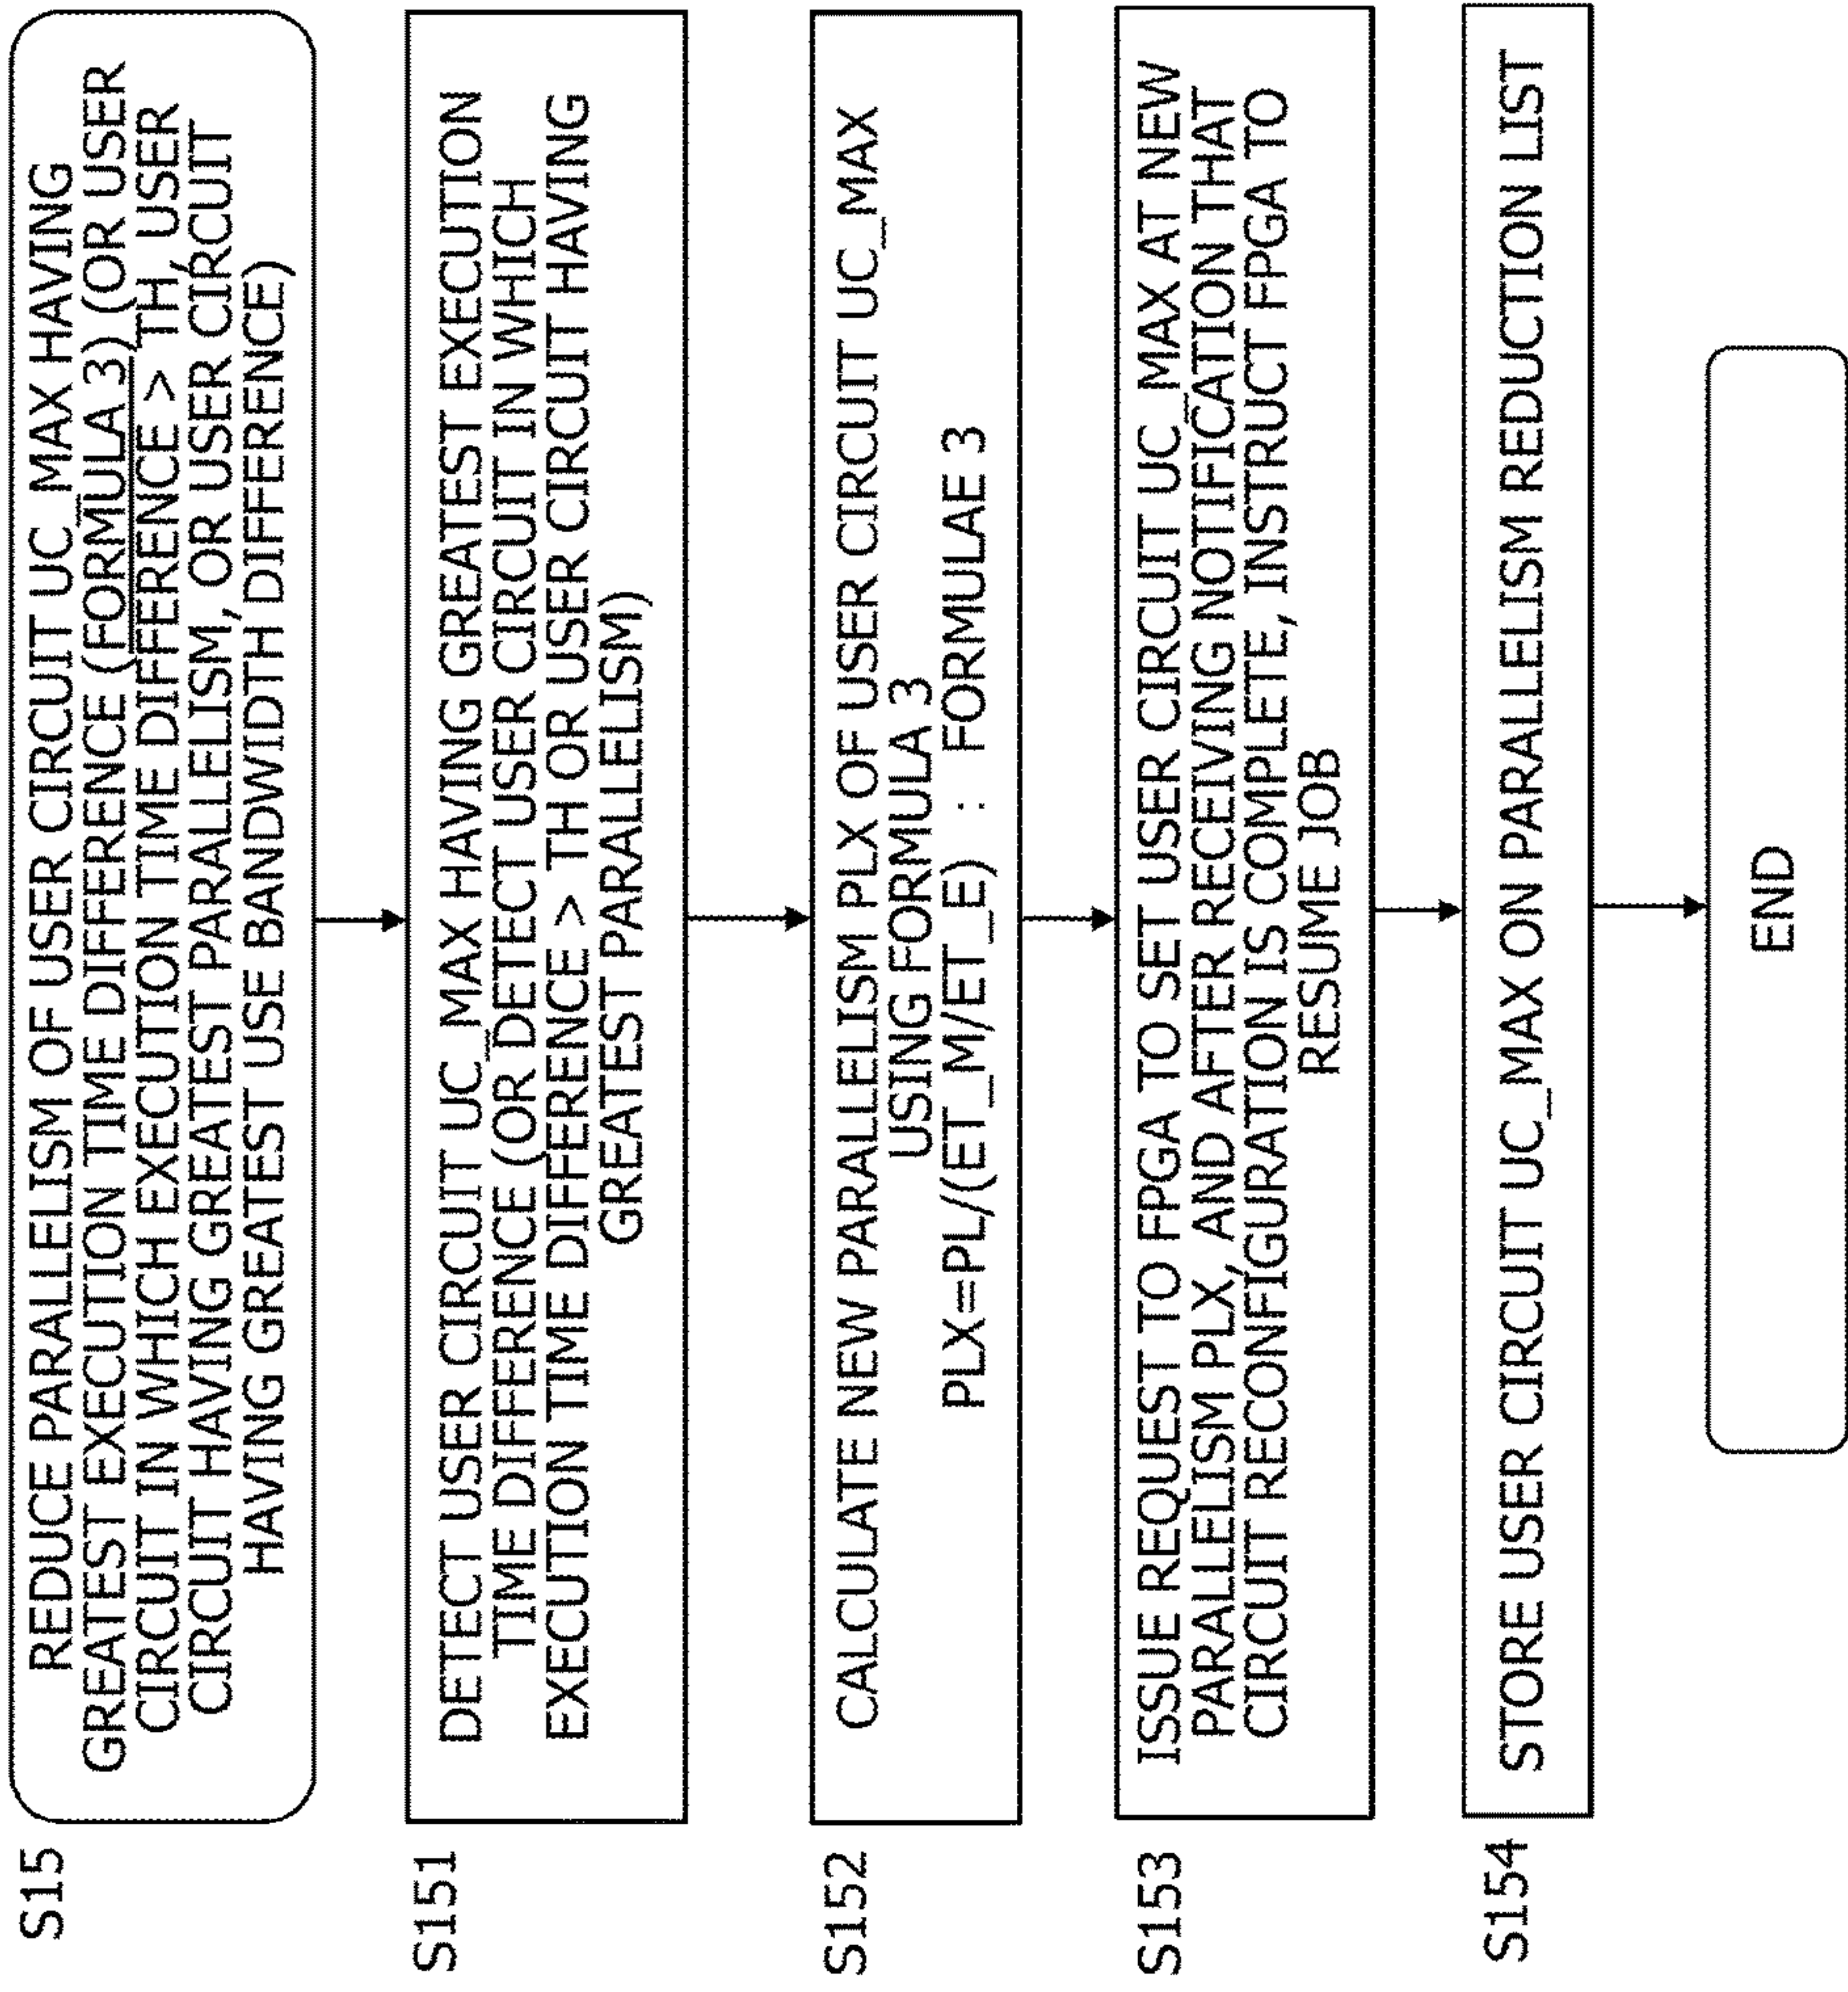 S15
REDUCE PARALLELISM OF USER CIRCUIT UC_MAX HAVING
GREATEST EXECUTION TIME DIFFERENCE (FORMULA 3) (OR USER
CIRCUIT IN WHICH EXECUTION TIME DIFFERENCE > TH, USER
CIRCUIT HAVING GREATEST PARALLELISM, OR USER CIRCUIT
HAVING GREATEST USE BANDWIDTH DIFFERENCE)
S151
DETECT USER CIRCUIT UC_MAX HAVING GREATEST EXECUTION
TIME DIFFERENCE (OR DETECT USER CIRCUIT IN WHICH
EXECUTION TIME DIFFERENCE > TH OR USER CIRCUIT HAVING
GREATEST PARALLELISM)
S152
CALCULATE NEW PARALLELISM PLX OF USER CIRCUIT UC_MAX
USING FORMULA 3
PLX=PL/(ET_M/ET_E) : FORMULAE 3
S153
ISSUE REQUEST TO FPGA TO SET USER CIRCUIT UC_MAX AT NEW
PARALLELISM PLX, AND AFTER RECEIVING NOTIFICATION THAT
CIRCUIT RECONFIGURATION IS COMPLETE, INSTRUCT FPGA TO
RESUME JOB
S154
STORE USER CIRCUIT UC_MAX ON PARALLELISM REDUCTION LIST
END